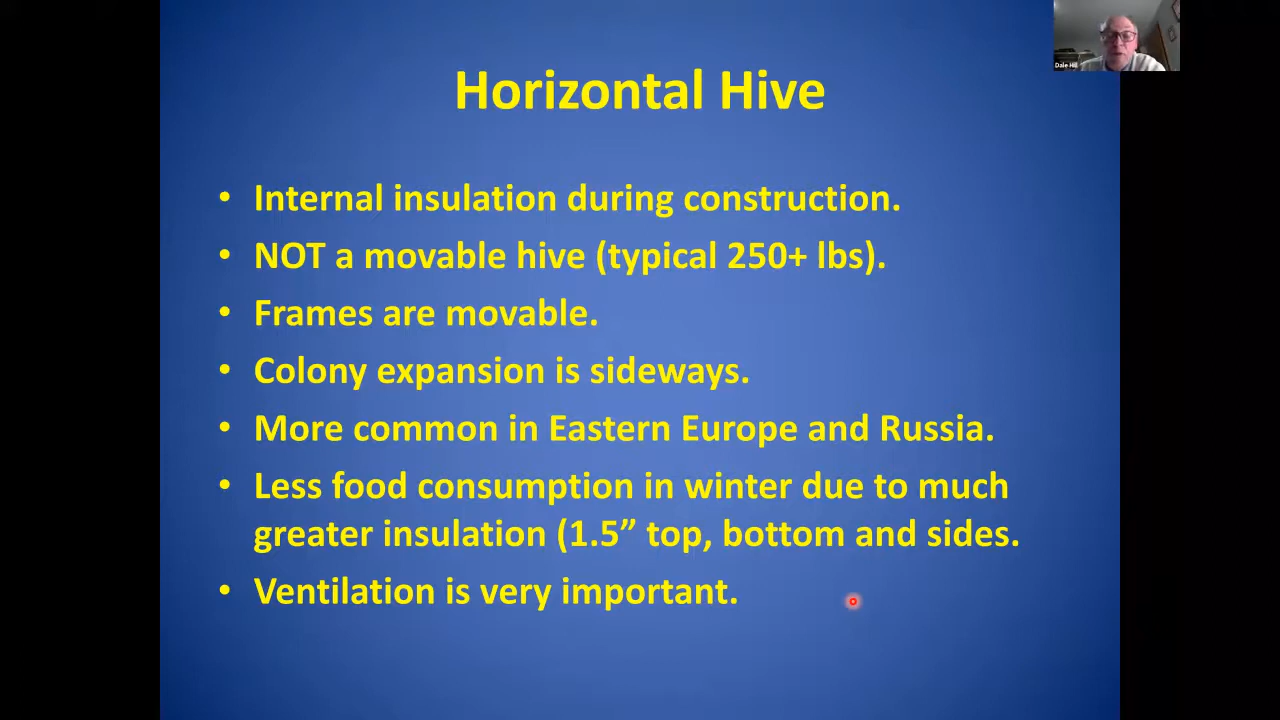 Dale Hill
Horizontal Hive
• Internal insulation during construction.
• NOT a movable hive (typical 250+ lbs).
• Frames are movable.
• Colony expansion is sideways.
• More common in Eastern Europe and Russia.
• Less food consumption in winter due to much
greater insulation (1.5” top, bottom and sides.
• Ventilation is very important.